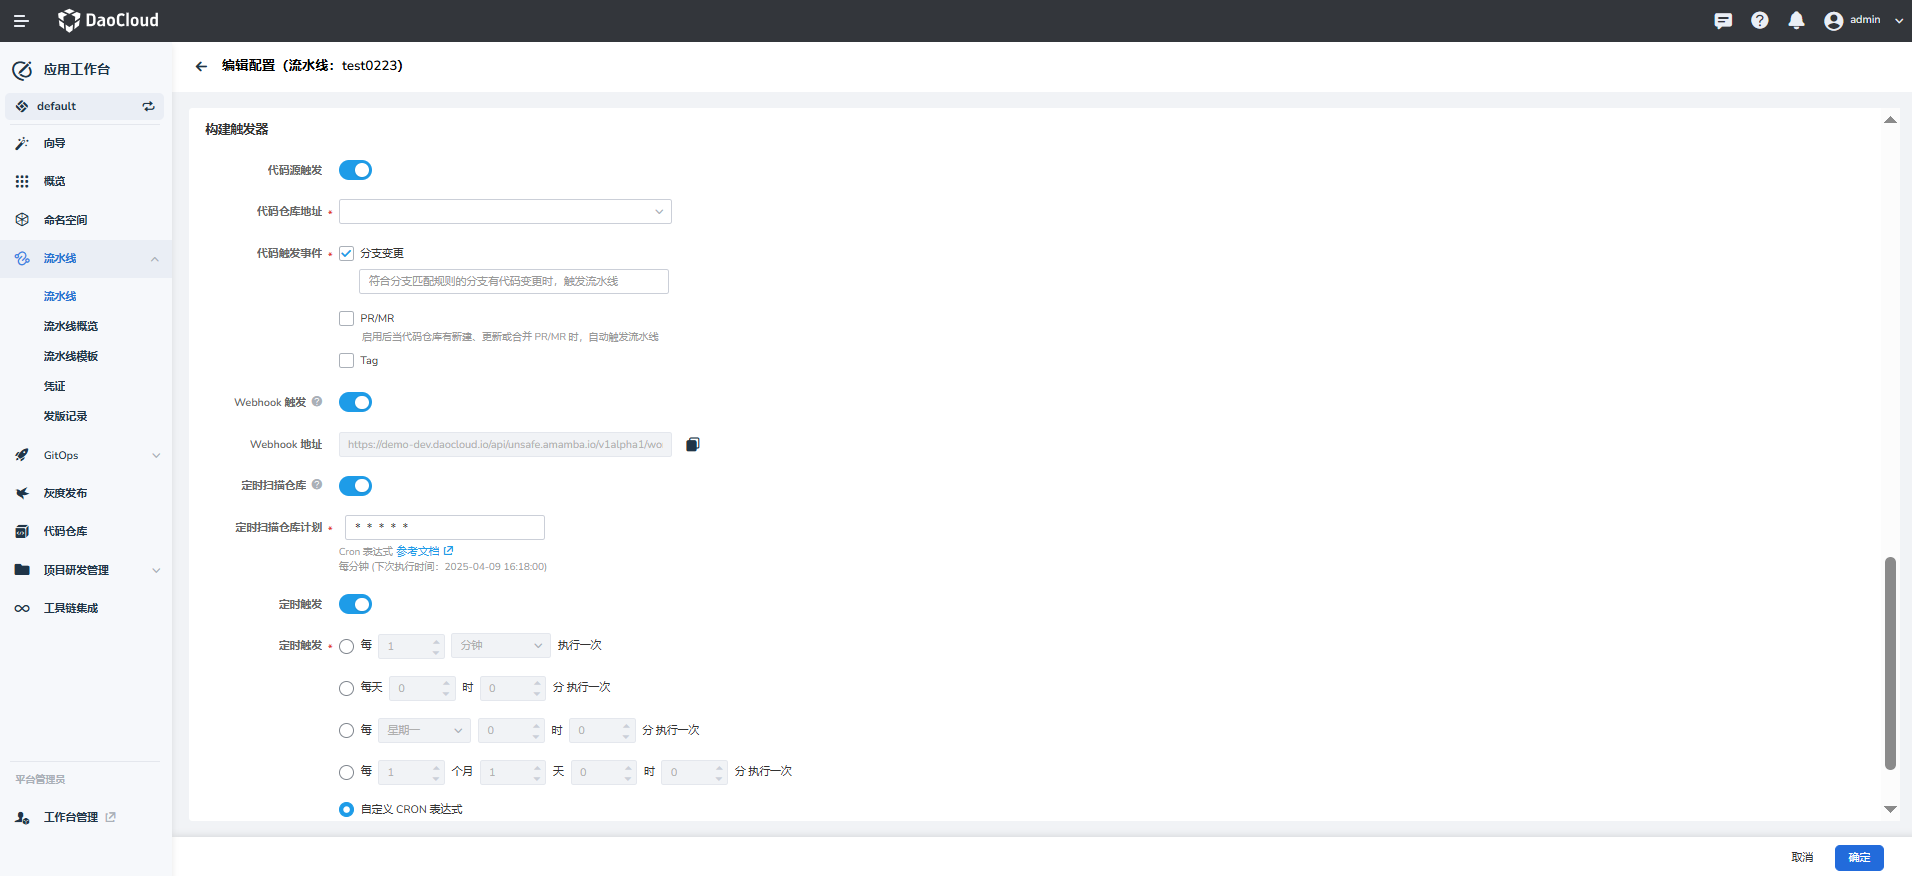 DaoCloud
admin
应用工作台
default
向导
概览
命名空间
流水线
流水线
流水线概览
流水线模板
凭证
发版记录
GitOps
灰度发布
代码仓库
项目研发管理
工具链集成
平台管理员
工作台管理
编辑配置（流水线：test0223）
构建触发器
代码源触发
代码仓库地址 *
代码触发事件 * 分支变更
符合分支匹配规则的分支有代码变更时，触发流水线
PR/MR
启用后当代码仓库有新建、更新或合并 PR/MR 时，自动触发流水线
Tag
Webhook 触发
Webhook 地址 https://demo-dev.daocloud.io/api/unsafe.amamba.io/v1alpha1/wo
定时扫描仓库
定时扫描仓库计划 * * * * * *
Cron 表达式 参考文档
每分钟 (下次执行时间：2025-04-09 16:18:00)
定时触发
定时触发 * 每 1 分钟 执行一次
每天 0 时 0 分 执行一次
每 星期一 0 时 0 分 执行一次
每 1 个月 1 天 0 时 0 分 执行一次
自定义 CRON 表达式
取消 确定